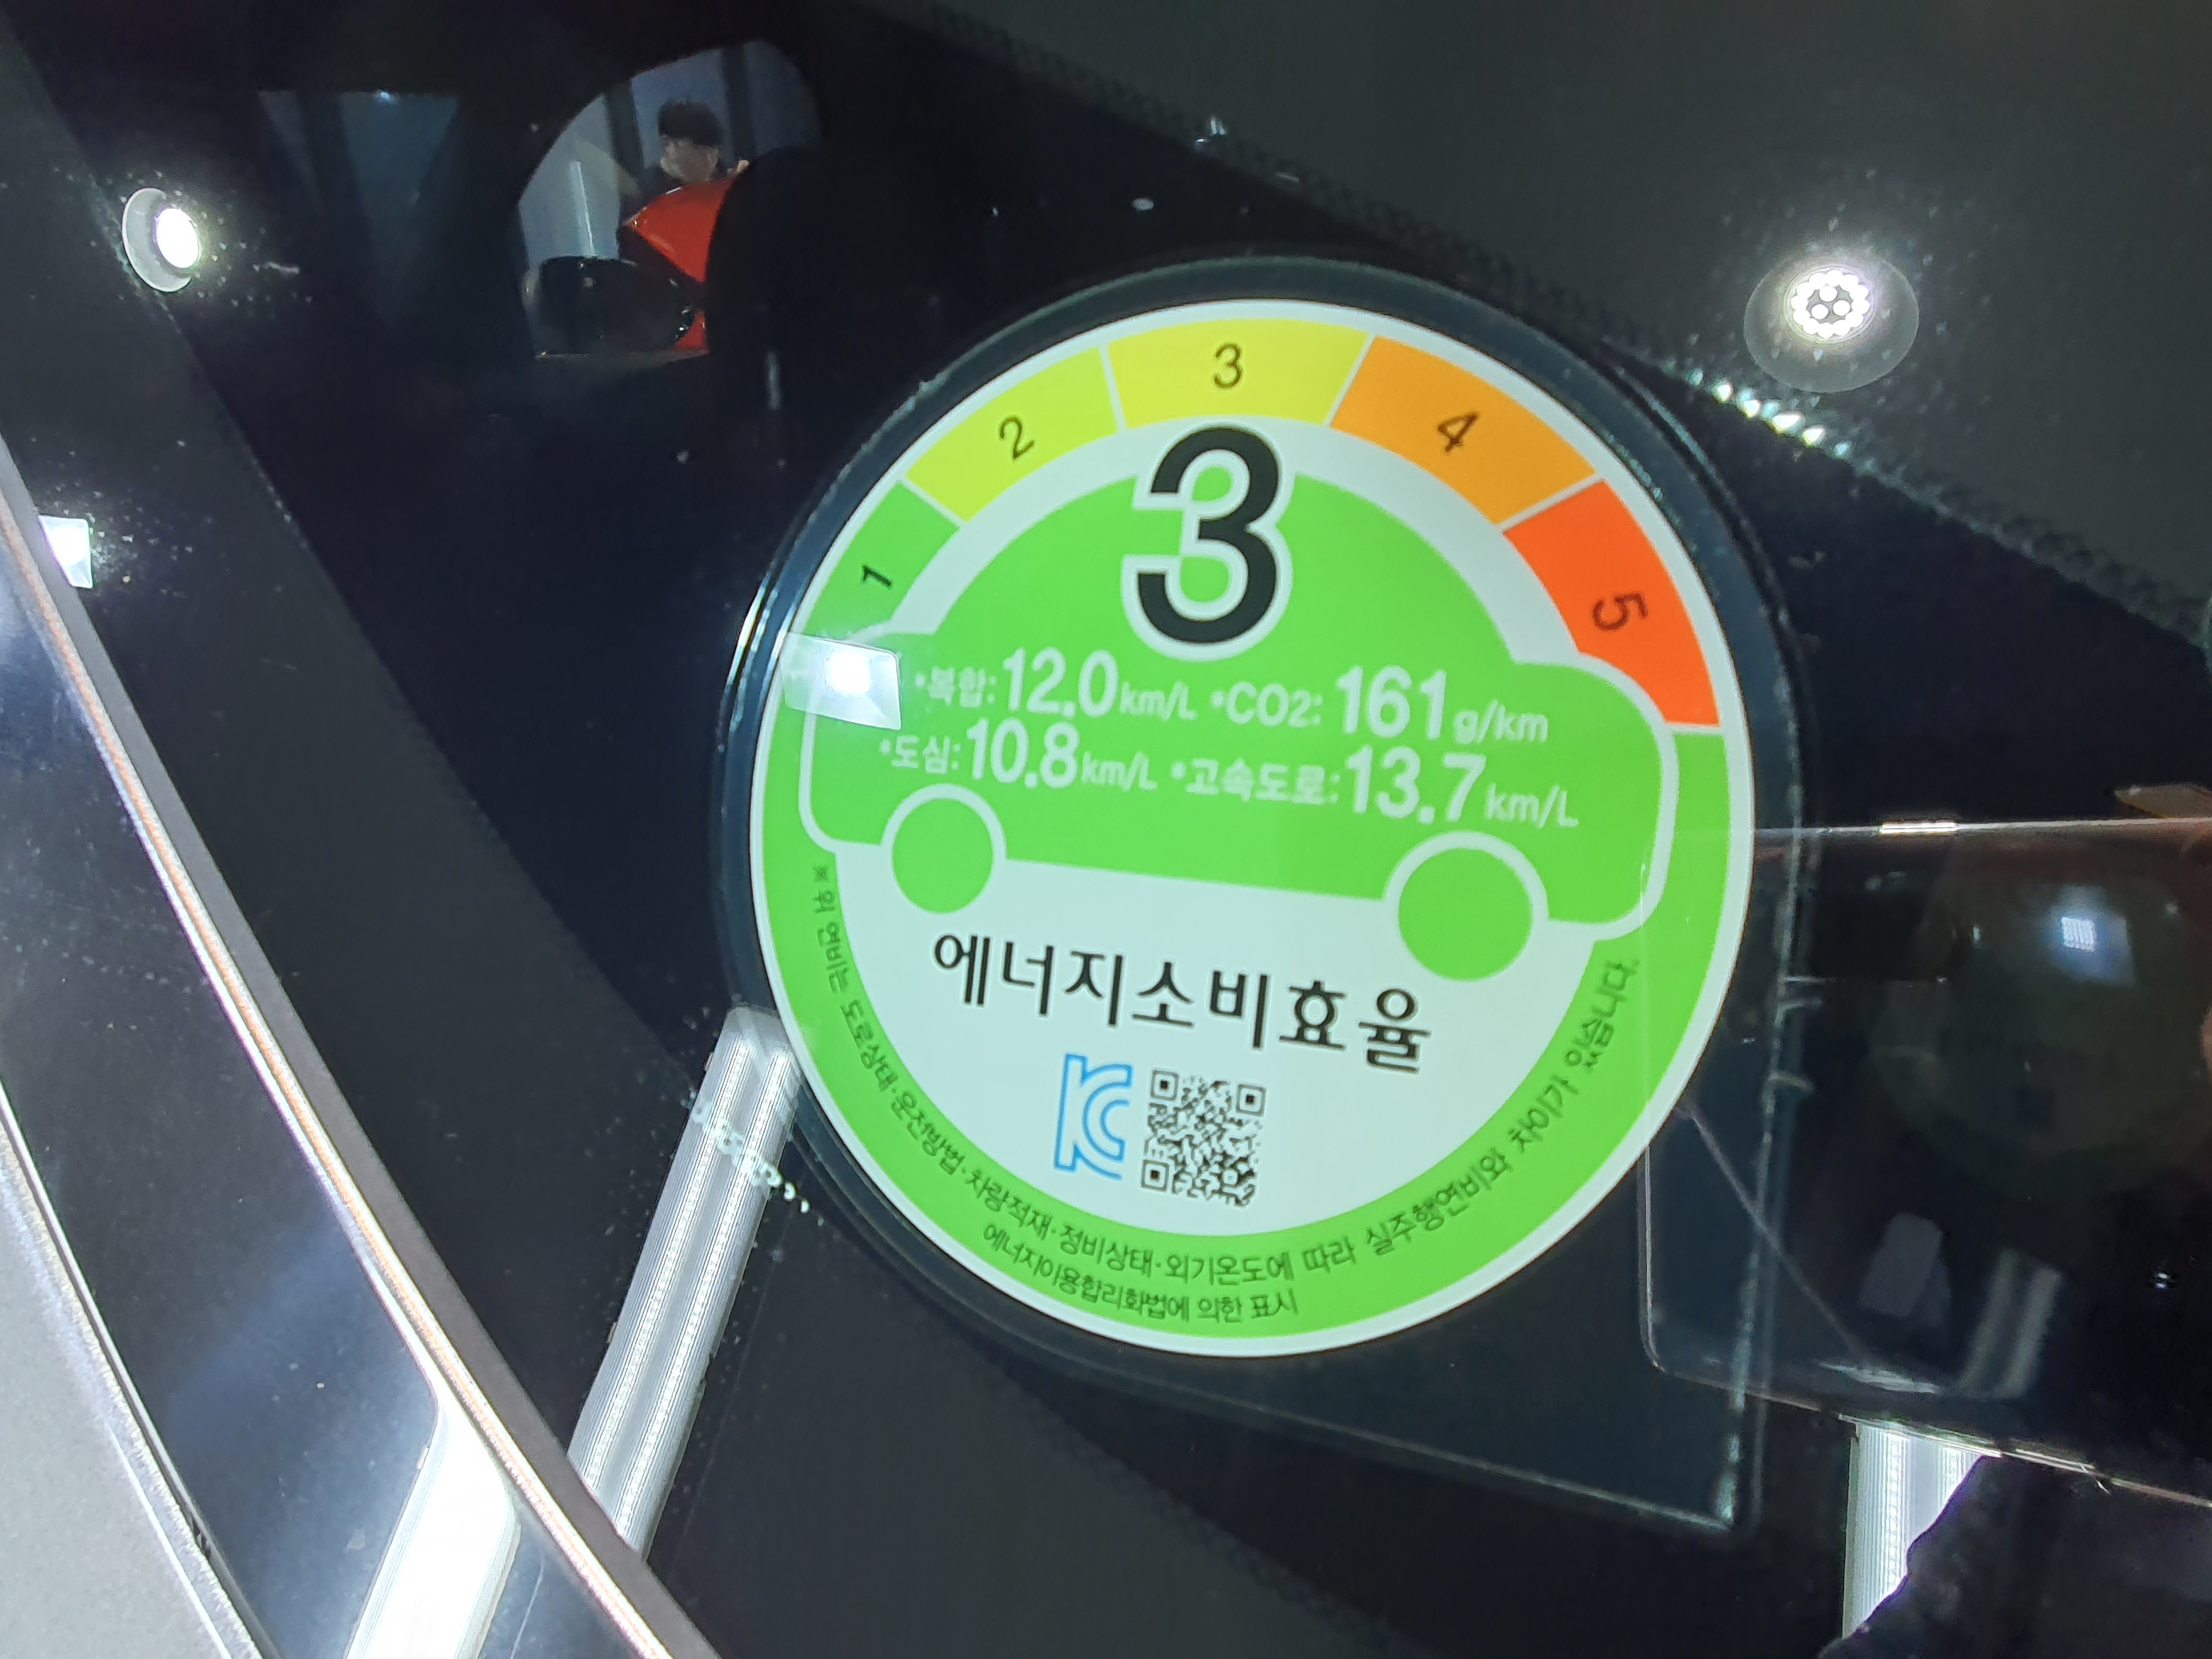 1 2 3 4 5
3
•복합:12.0km/L •CO2: 161g/km
•도심:10.8km/L •고속도로:13.7km/L
에너지소비효율
※위 연비는 도로상태·운전방법·차량적재·정비상태·외기온도에 따라 실주행연비와 차이가 있습니다.
에너지이용합리화법에 의한 표시